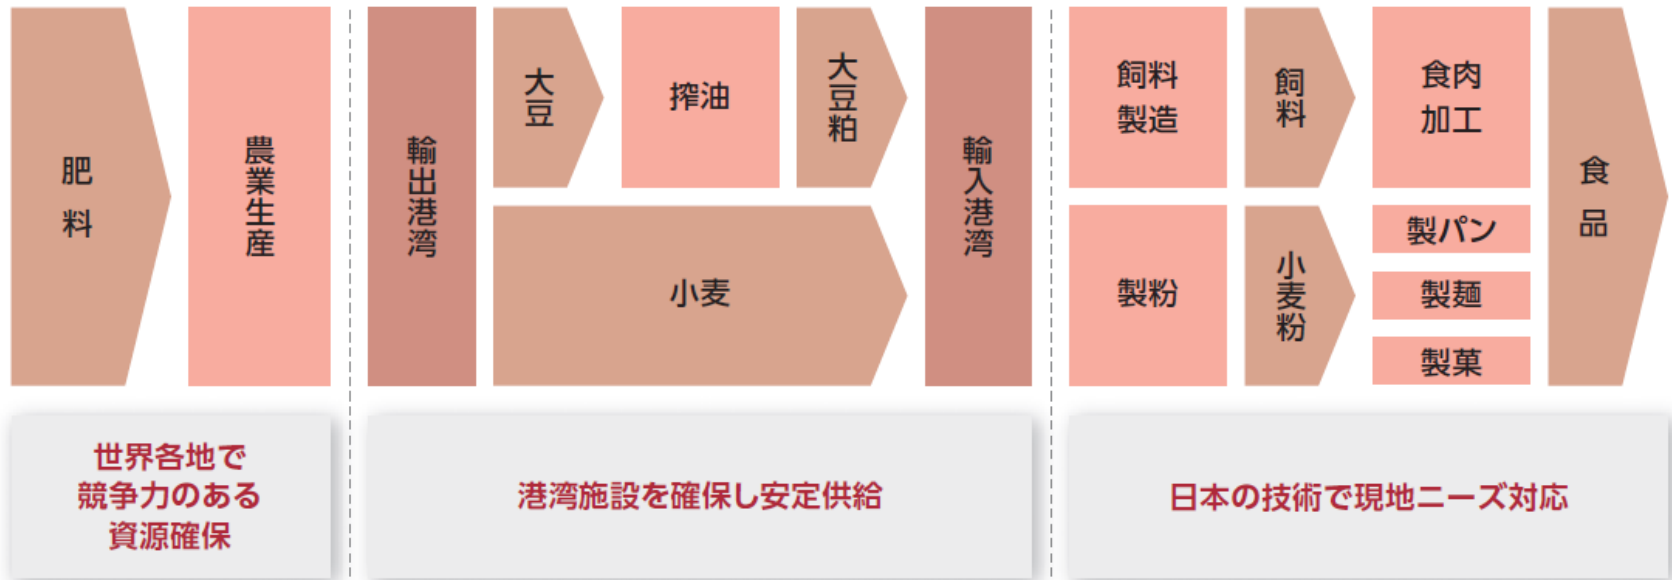 肥料
農業生産
輸出港湾
大豆
搾油
大豆粕
小麦
輸入港湾
飼料
製造
飼料
食肉
加工
製粉
小麦粉
製パン
製麺
製菓
食品
世界各地で
競争力のある
資源確保
港湾施設を確保し安定供給
日本の技術で現地ニーズ対応